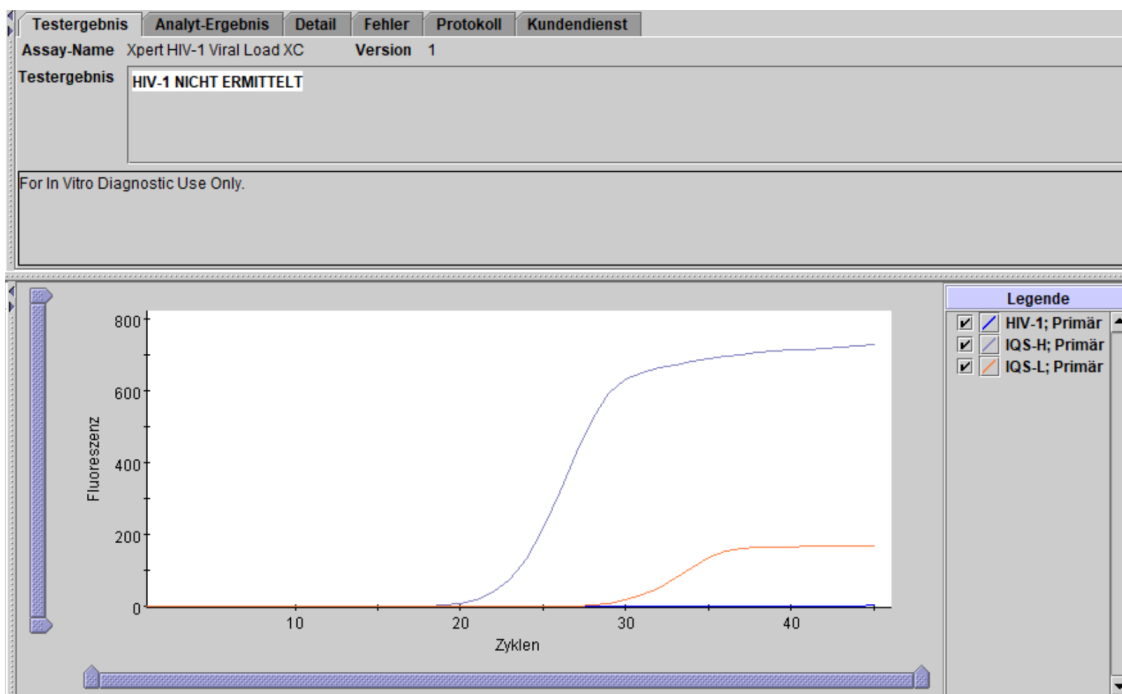 Testergebnis Analyt-Ergebnis Detail Fehler Protokoll Kundendienst
Assay-Name Xpert HIV-1 Viral Load XC Version 1
Testergebnis HIV-1 NICHT ERMITTELT
For In Vitro Diagnostic Use Only.
Legende
HIV-1; Primär
IQS-H; Primär
IQS-L; Primär
800
600
400
200
0
Fluoreszenz
10 20 30 40
Zyklen